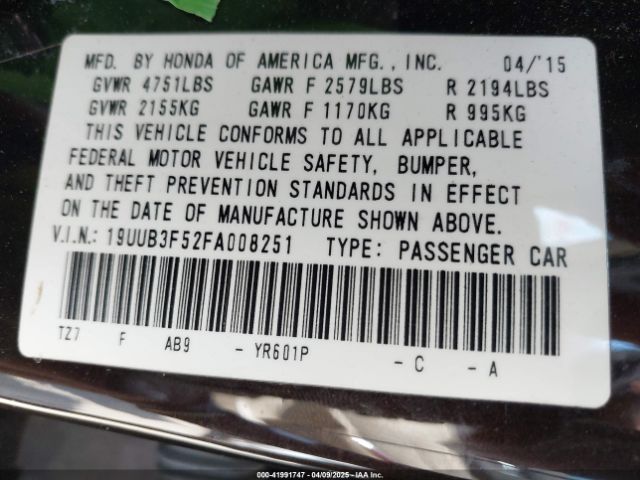 MFD. BY HONDA OF AMERICA MFG., INC. 04/'15
GVWR 4751LBS GAWR F 2579LBS R 2194LBS
GVWR 2155KG GAWR F 1170KG R 995KG
THIS VEHICLE CONFORMS TO ALL APPLICABLE
FEDERAL MOTOR VEHICLE SAFETY, BUMPER,
AND THEFT PREVENTION STANDARDS IN EFFECT
ON THE DATE OF MANUFACTURE SHOWN ABOVE.
V.I.N.: 19UUB3F52FA008251 TYPE: PASSENGER CAR
TZ7 F AB9 - YR601P - C - A
000-41991747 - 04/09/2025 - IAAI.COM